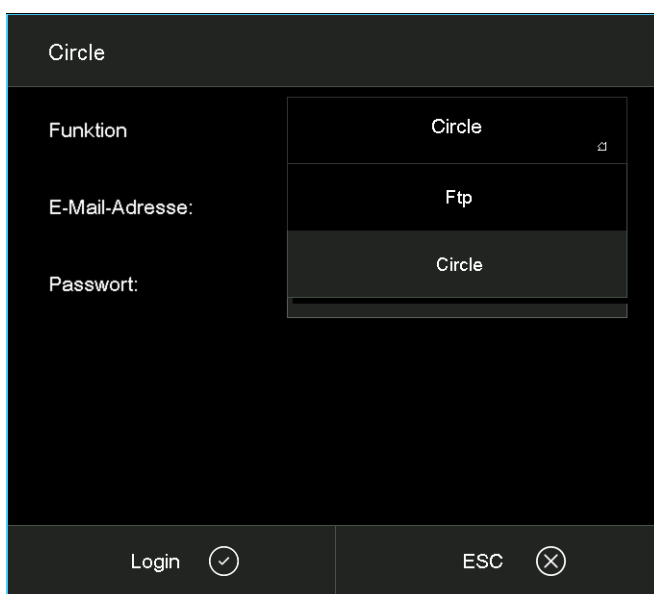 Circle
Funktion
Circle
E-Mail-Adresse:
Ftp
Circle
Passwort:
Login
ESC